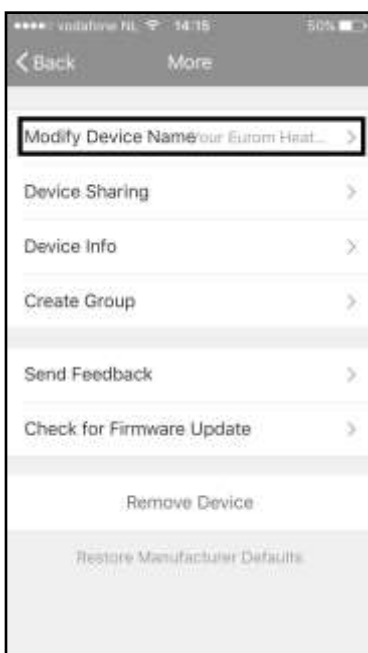 vodafone NL 14:15 50%
Back More
Modify Device Name Your Eurom Heat...
Device Sharing
Device Info
Create Group
Send Feedback
Check for Firmware Update
Remove Device
Restore Manufacturer Defaults